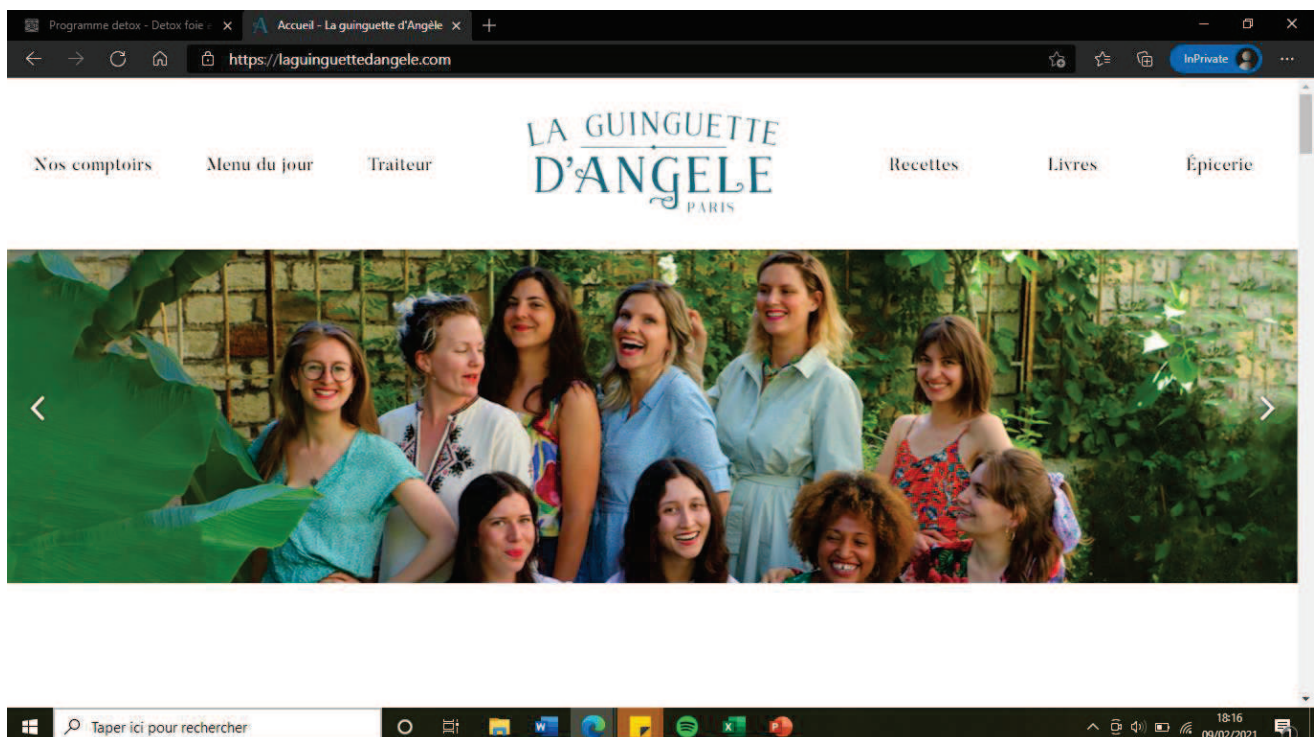 Programme detox - Detox foie
Accueil - La guinguette d'Angèle
https://laguinguettedangele.com
InPrivate
Nos comptoirs
Menu du jour
Traiteur
LA GUINGUETTE
D'ANGELE
PARIS
Recettes
Livres
Épicerie
Taper ici pour rechercher
18:16
09/02/2021